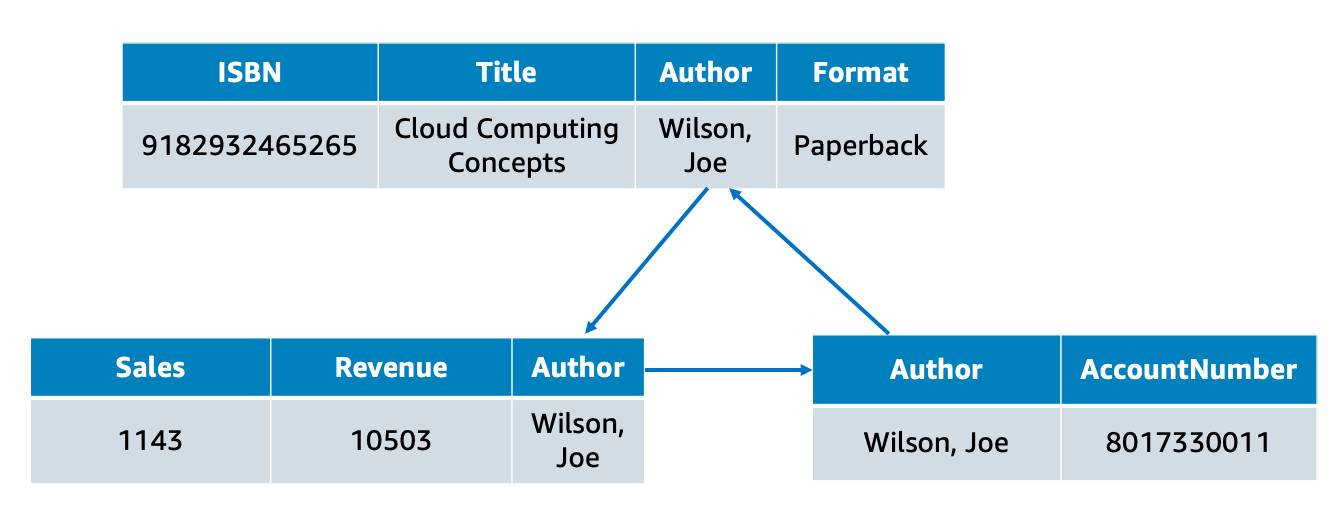 ISBN Title Author Format
9182932465265 Cloud Computing Concepts Wilson, Joe Paperback
Sales Revenue Author
1143 10503 Wilson, Joe
Author AccountNumber
Wilson, Joe 8017330011